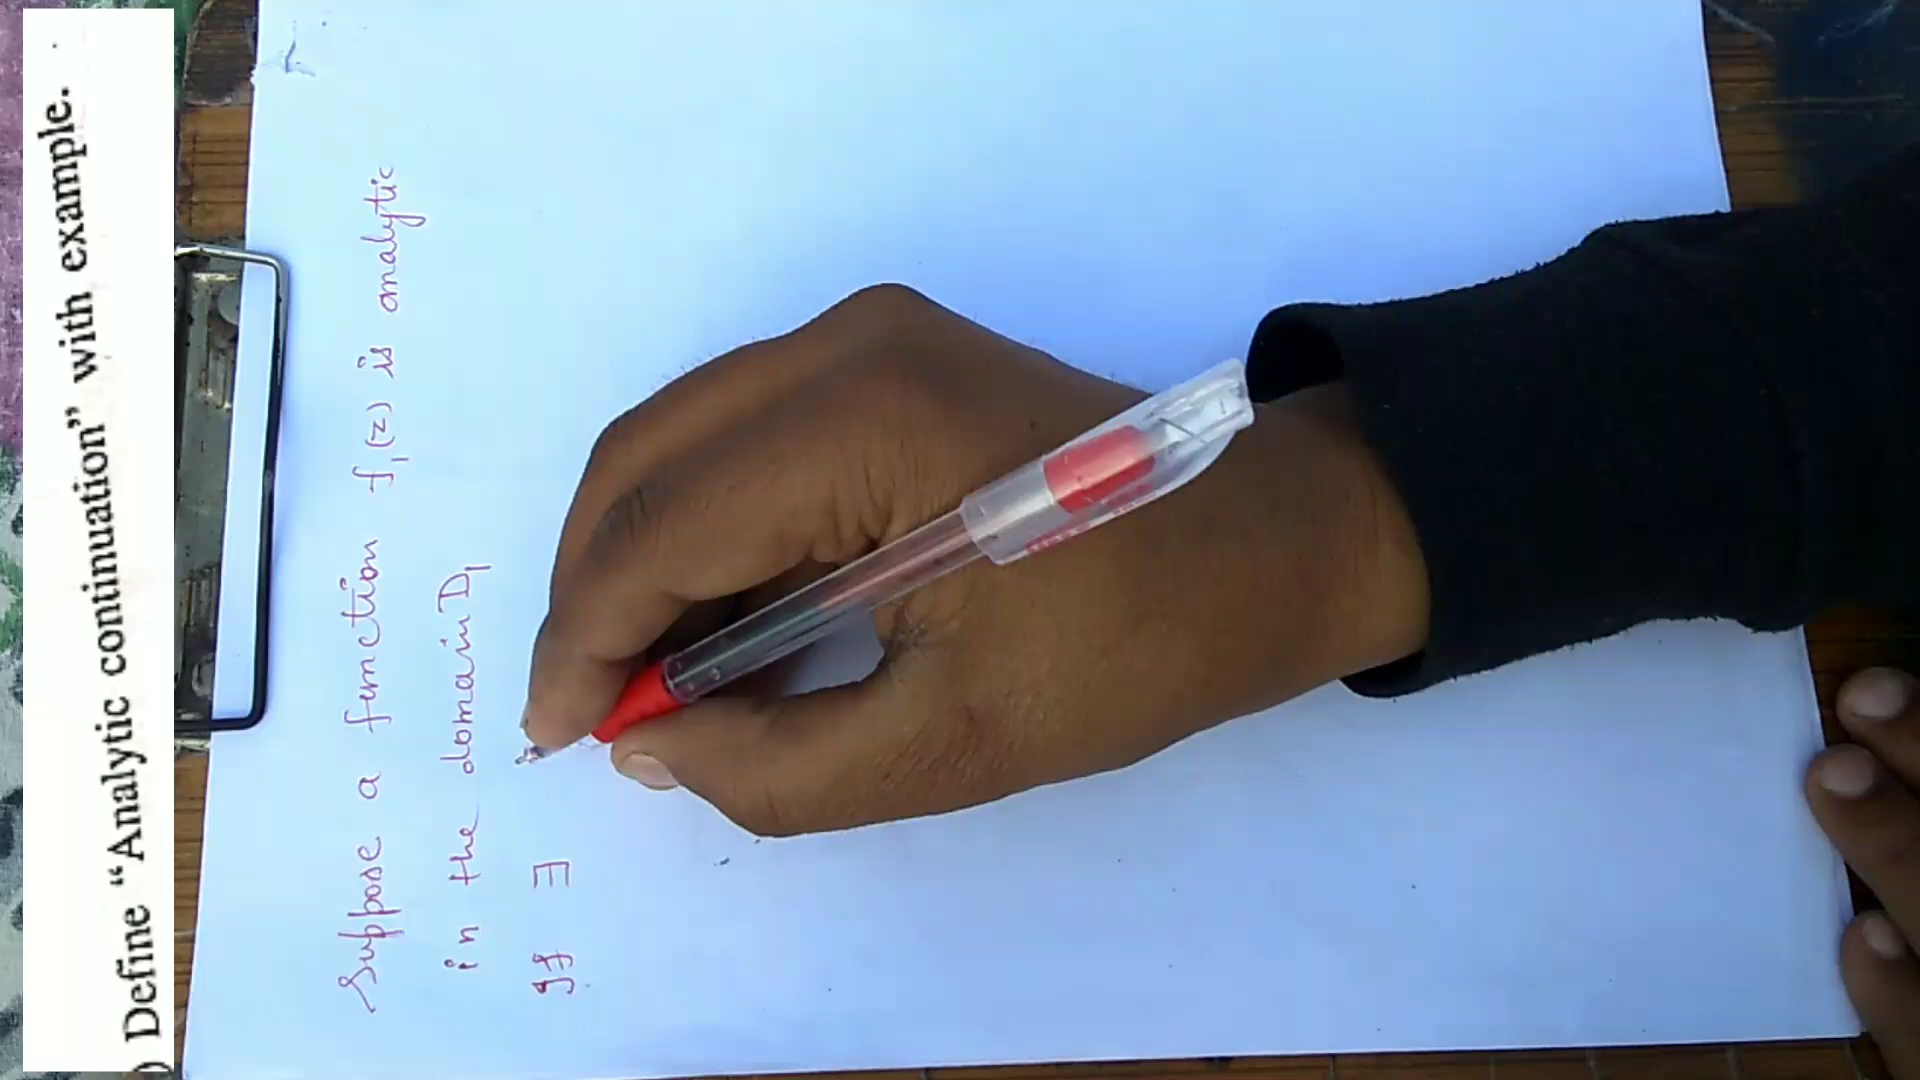 ) Define “Analytic continuation” with example.
Suppose a function f₁(z) is analytic
in the domain D₁
If ∃